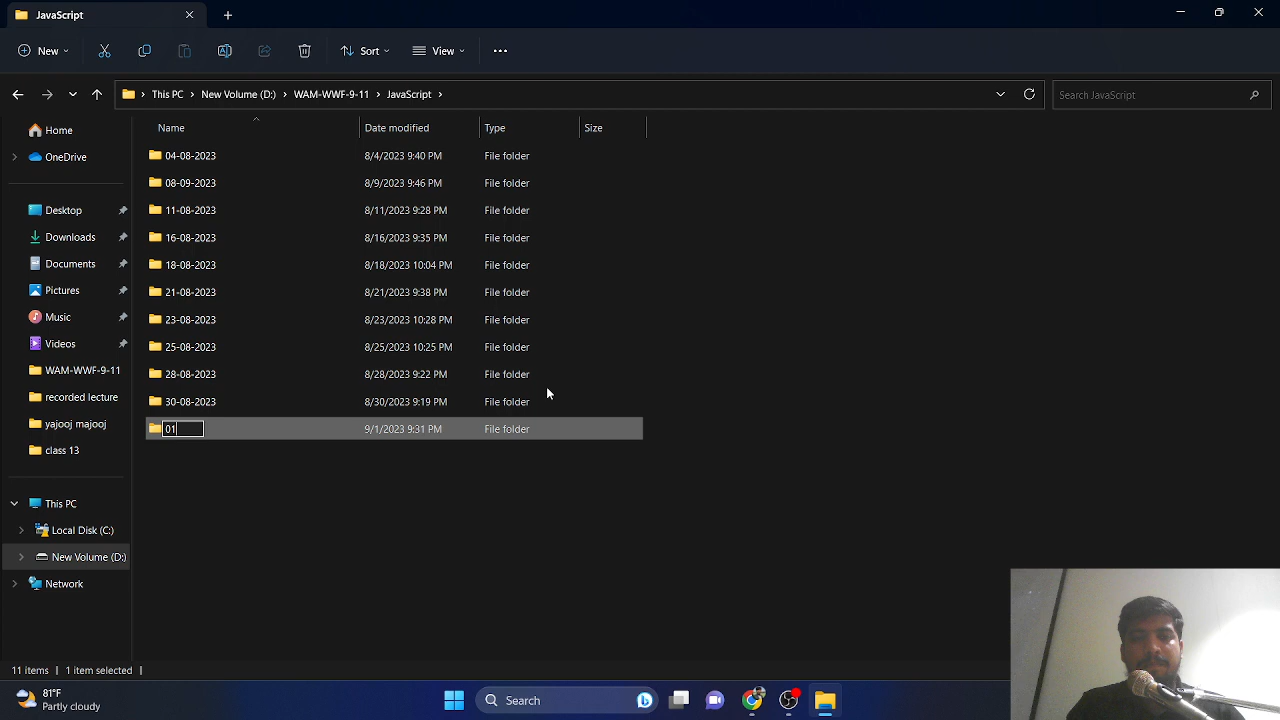 JavaScript
New
Sort
View
This PC
New Volume (D:)
WAM-WWF-9-11
JavaScript
Search JavaScript
Name
Date modified
Type
Size
Home
OneDrive
Desktop
Downloads
Documents
Pictures
Music
Videos
WAM-WWF-9-11
recorded lecture
yajooj majooj
class 13
This PC
Local Disk (C:)
New Volume (D:)
Network
04-08-2023 8/4/2023 9:40 PM File folder
08-09-2023 8/9/2023 9:46 PM File folder
11-08-2023 8/11/2023 9:28 PM File folder
16-08-2023 8/16/2023 9:35 PM File folder
18-08-2023 8/18/2023 10:04 PM File folder
21-08-2023 8/21/2023 9:38 PM File folder
23-08-2023 8/23/2023 10:28 PM File folder
25-08-2023 8/25/2023 10:25 PM File folder
28-08-2023 8/28/2023 9:22 PM File folder
30-08-2023 8/30/2023 9:19 PM File folder
01 9/1/2023 9:31 PM File folder
11 items 1 item selected
81°F
Partly cloudy
Search